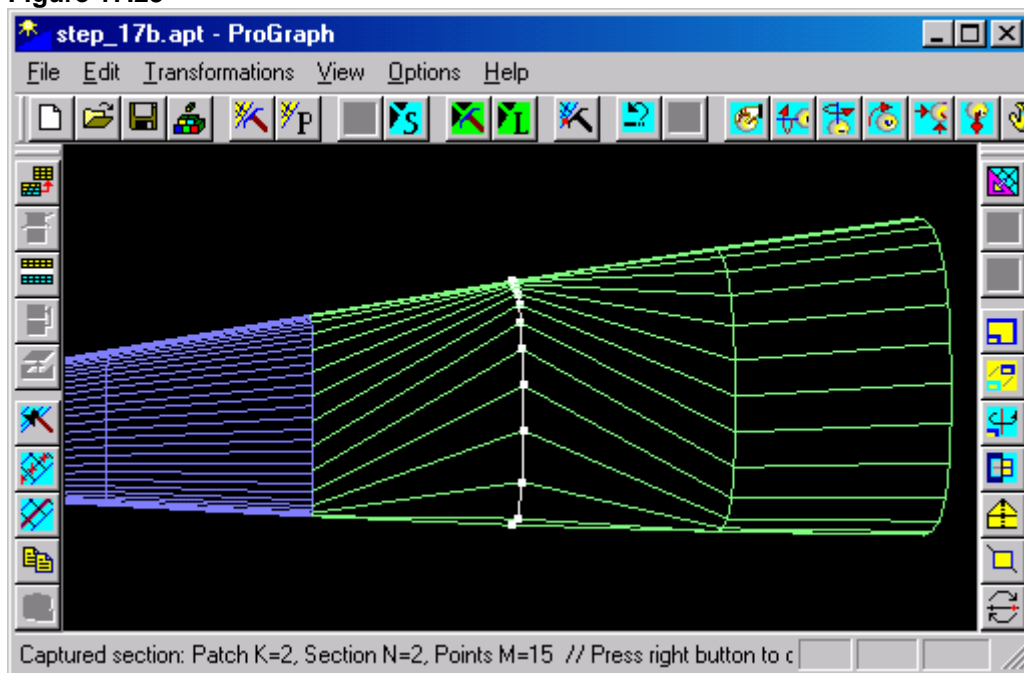 step_17b.apt - ProGraph
File Edit Transformations View Options Help
P S L
Captured section: Patch K=2, Section N=2, Points M=15 // Press right button to c